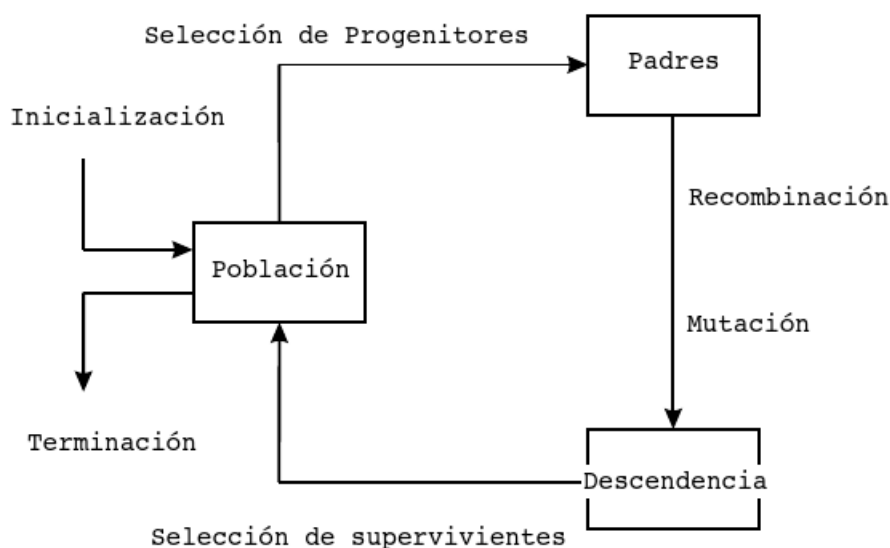 Selección de Progenitores
Padres
Inicialización
Recombinación
Población
Mutación
Terminación
Descendencia
Selección de supervivientes